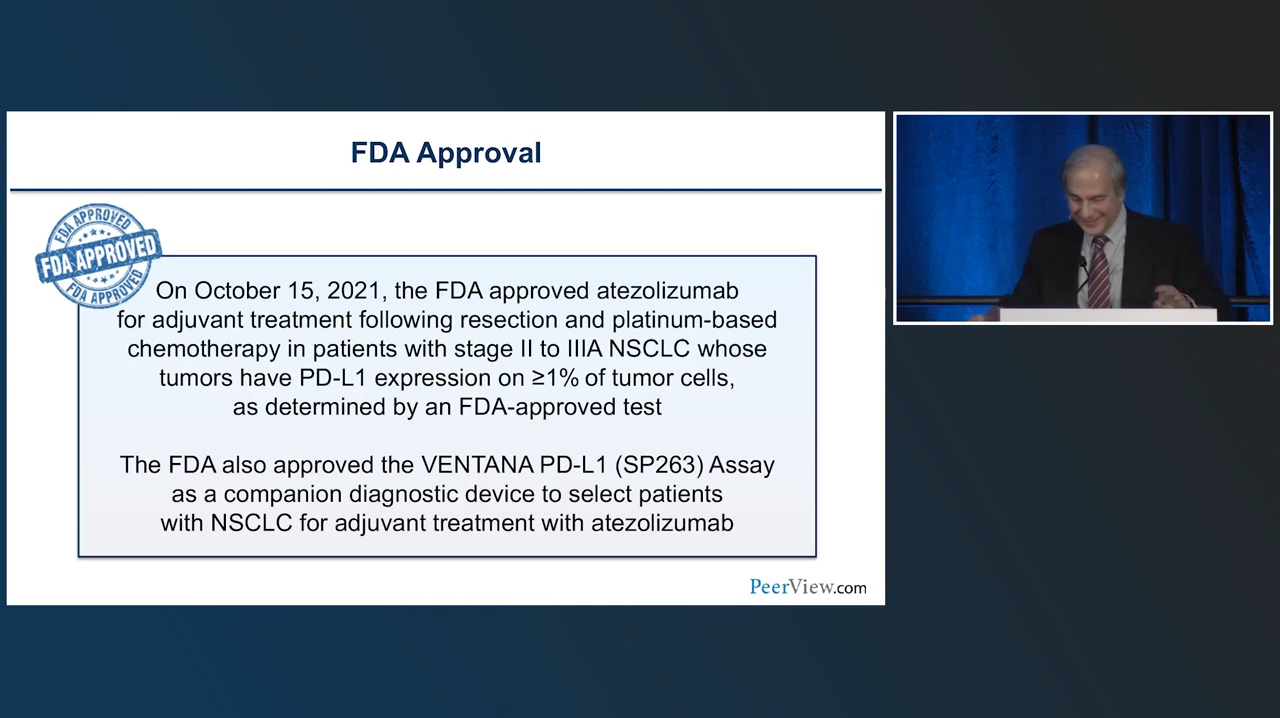 FDA Approval
FDA APPROVED
FDA APPROVED
FDA APPROVED
On October 15, 2021, the FDA approved atezolizumab
for adjuvant treatment following resection and platinum-based
chemotherapy in patients with stage II to IIIA NSCLC whose
tumors have PD-L1 expression on ≥1% of tumor cells,
as determined by an FDA-approved test
The FDA also approved the VENTANA PD-L1 (SP263) Assay
as a companion diagnostic device to select patients
with NSCLC for adjuvant treatment with atezolizumab
PeerView.com